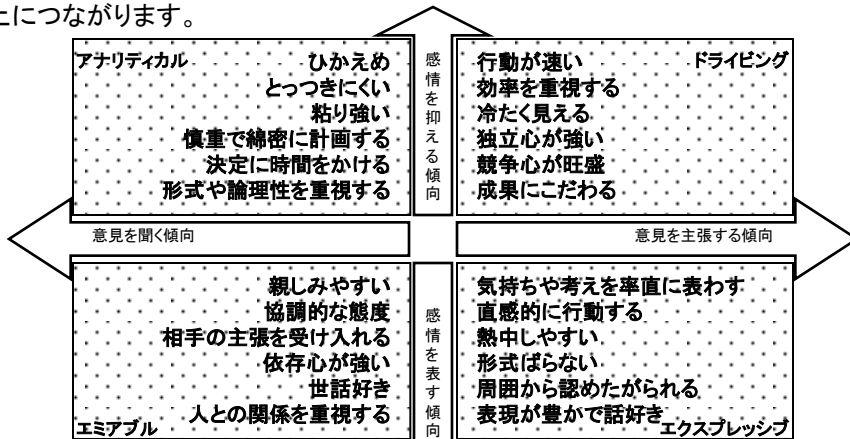 上につながります。
アナリティカル
ひかえめ
とっつきにくい
粘り強い
慎重で綿密に計画する
決定に時間をかける
形式や論理性を重視する
感情を抑える傾向
行動が速い
ドライビング
効率を重視する
冷たく見える
独立心が強い
競争心が旺盛
成果にこだわる
意見を聞く傾向
意見を主張する傾向
親しみやすい
協調的な態度
相手の主張を受け入れる
依存心が強い
世話好き
人との関係を重視する
エミアブル
感情を表す傾向
気持ちや考えを率直に表わす
直感的に行動する
熱中しやすい
形式ばらない
周囲から認めたがられる
表現が豊かで話好き
エクスプレッシブ